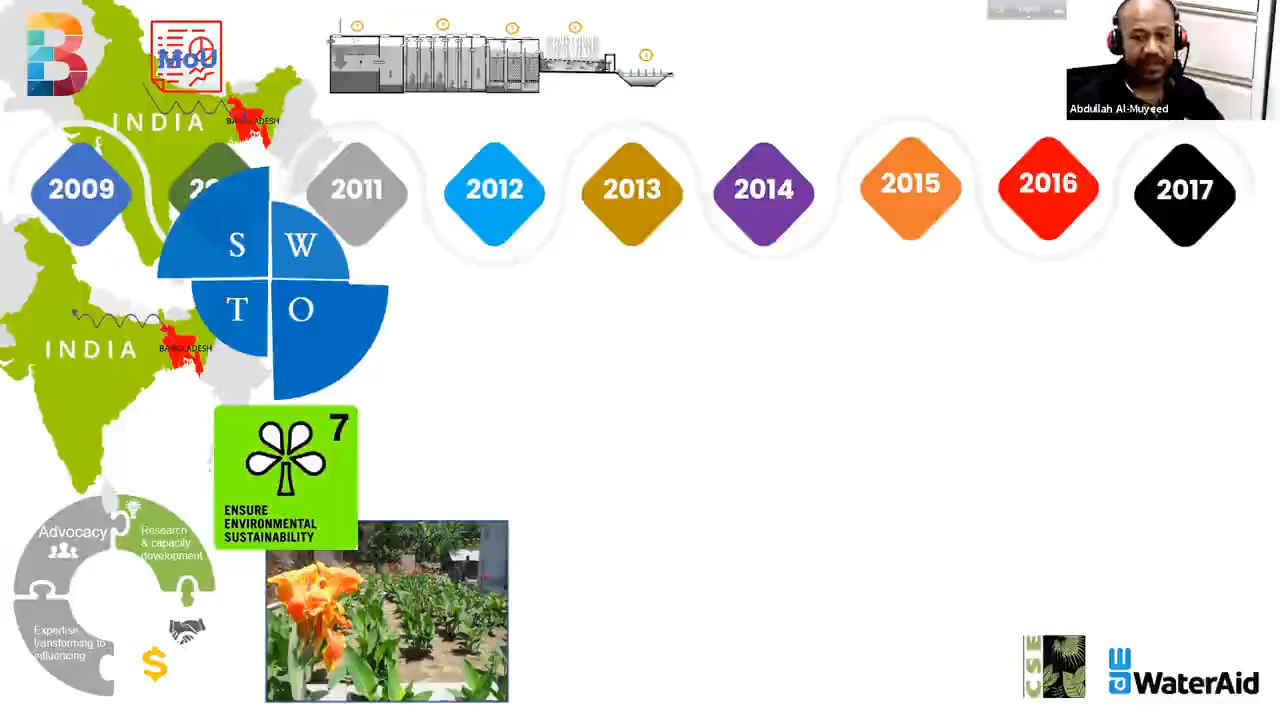 B
MoU
INDIA
BANGLADESH
Abdullah Al-Muyeed
2009
2011
2012
2013
2014
2015
2016
2017
S W
T O
INDIA
BANGLADESH
7
ENSURE
ENVIRONMENTAL
SUSTAINABILITY
Advocacy
Research
& capacity
development
Expertise
transforming to
influencing
$
CSE
WaterAid